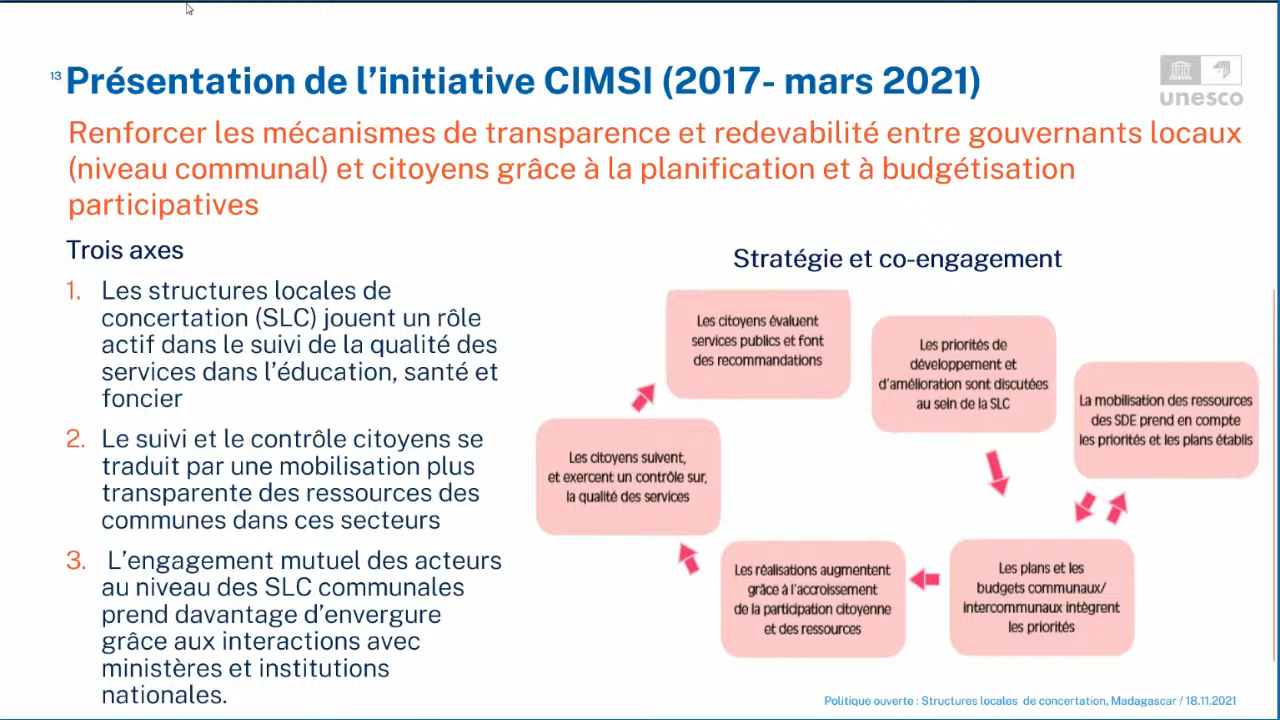 13 Présentation de l'initiative CIMSI (2017- mars 2021)
unesco
Renforcer les mécanismes de transparence et redevabilité entre gouvernants locaux
(niveau communal) et citoyens grâce à la planification et à budgétisation
participatives
Trois axes
1. Les structures locales de
concertation (SLC) jouent un rôle
actif dans le suivi de la qualité des
services dans l'éducation, santé et
foncier
2. Le suivi et le contrôle citoyens se
traduit par une mobilisation plus
transparente des ressources des
communes dans ces secteurs
3. L'engagement mutuel des acteurs
au niveau des SLC communales
prend davantage d'envergure
grâce aux interactions avec
ministères et institutions
nationales.
Stratégie et co-engagement
Les citoyens évaluent
services publics et font
des recommandations
Les priorités de
développement et
d'amélioration sont discutées
au sein de la SLC
La mobilisation des ressources
des SDE prend en compte
les priorités et les plans établis
Les citoyens suivent,
et exercent un contrôle sur,
la qualité des services
Les réalisations augmentent
grâce à l'accroissement
de la participation citoyenne
et des ressources
Les plans et les
budgets communaux/
intercommunaux intègrent
les priorités
Politique ouverte : Structures locales de concertation, Madagascar / 18.11.2021